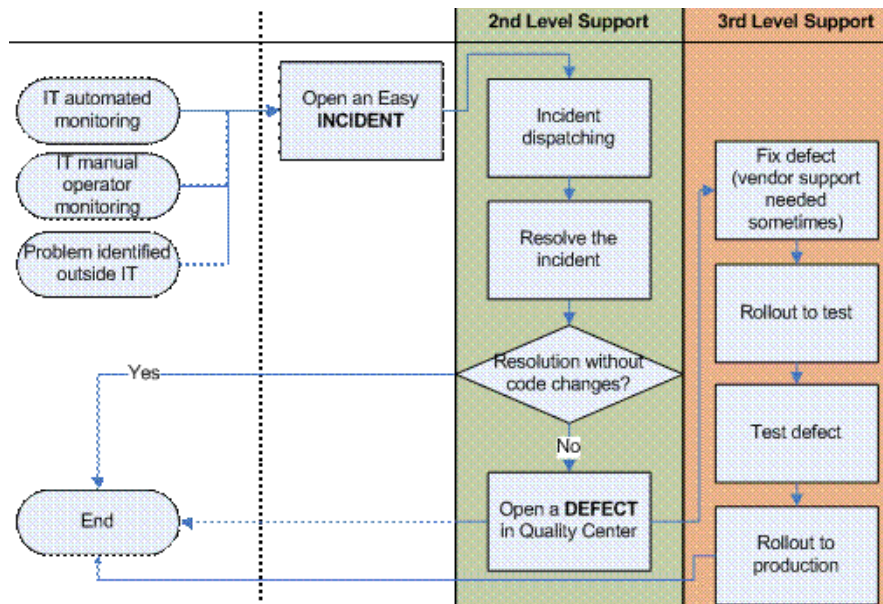 2nd Level Support
3rd Level Support
IT automated
monitoring
Open an Easy
INCIDENT
Incident
dispatching
IT manual
operator
monitoring
Fix defect
(vendor support
needed
sometimes)
Problem identified
outside IT
Resolve the
incident
Rollout to test
Resolution without
code changes?
Yes
Test defect
No
End
Open a DEFECT
in Quality Center
Rollout to
production